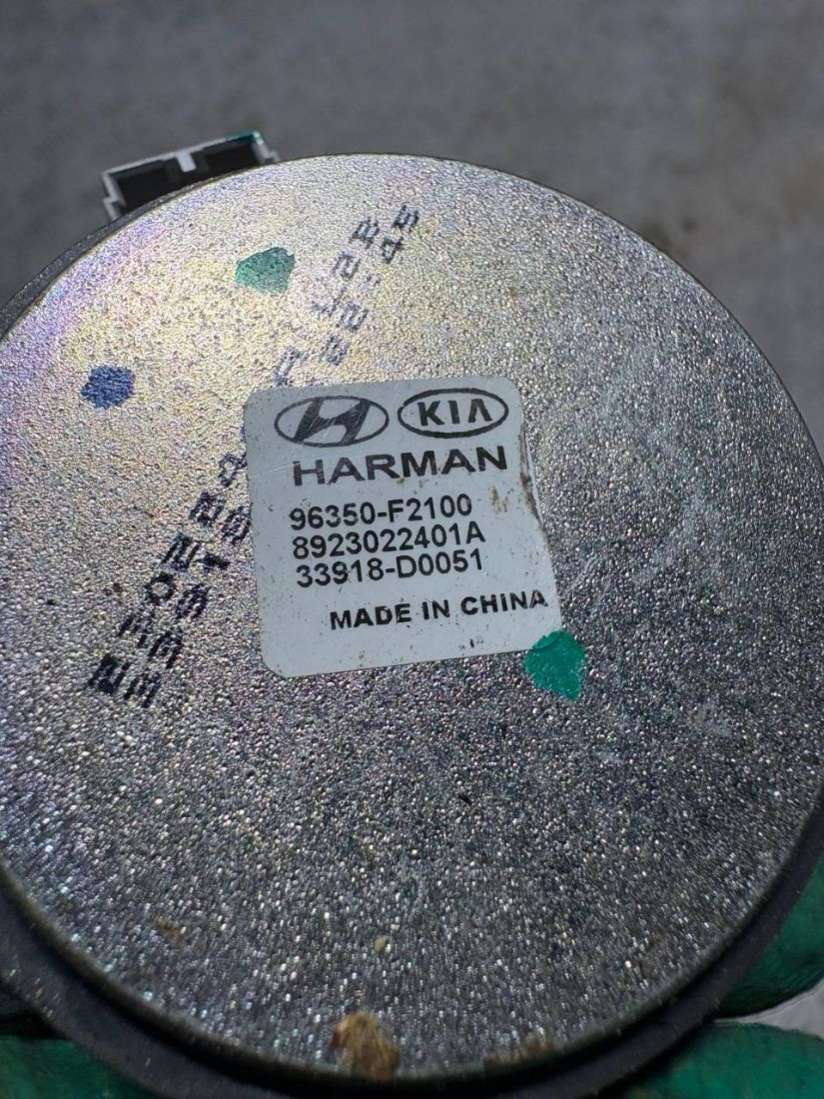 KIA
HARMAN
96350-F2100
8923022401A
33918-D0051
MADE IN CHINA